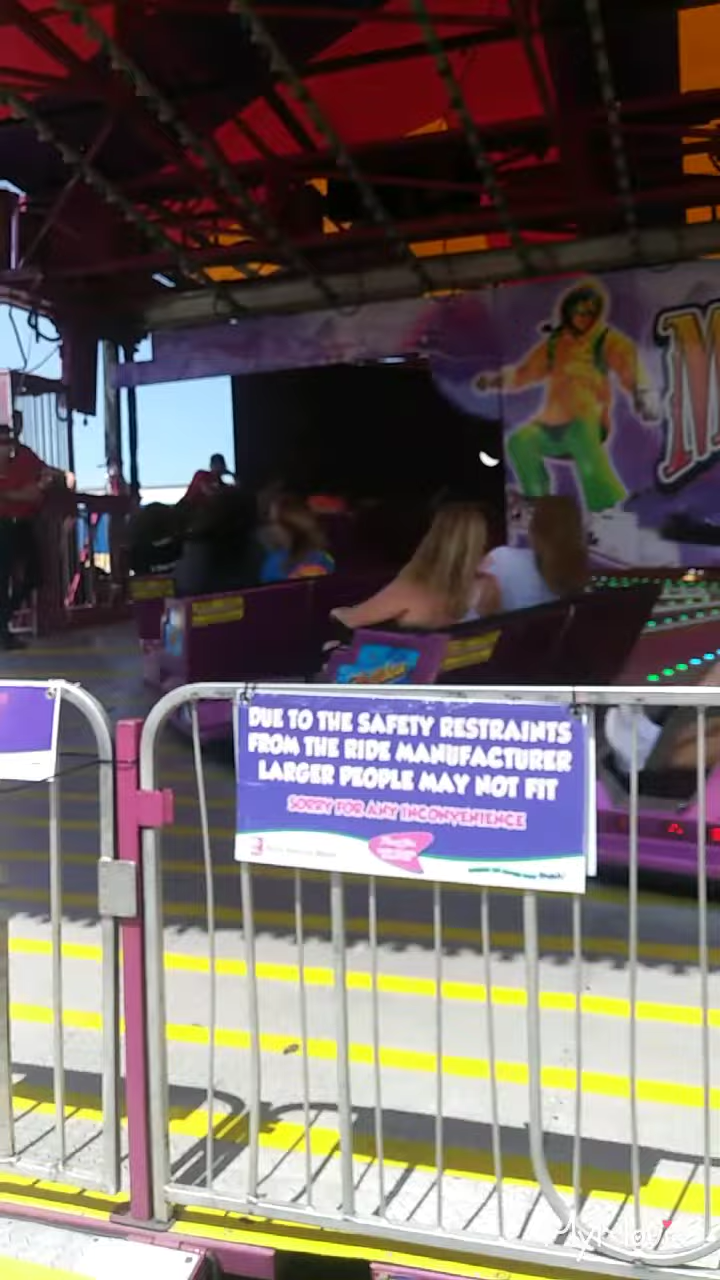 M
DUE TO THE SAFETY RESTRAINTS
FROM THE RIDE MANUFACTURER
LARGER PEOPLE MAY NOT FIT
SORRY FOR ANY INCONVENIENCE